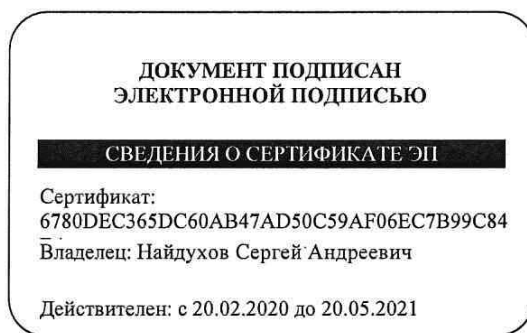 ДОКУМЕНТ ПОДПИСАН
ЭЛЕКТРОННОЙ ПОДПИСЬЮ
СВЕДЕНИЯ О СЕРТИФИКАТЕ ЭП
Сертификат:
6780DEC365DC60AB47AD50C59AF06EC7B99C84
Владелец: Найдухов Сергей Андреевич
Действителен: с 20.02.2020 до 20.05.2021